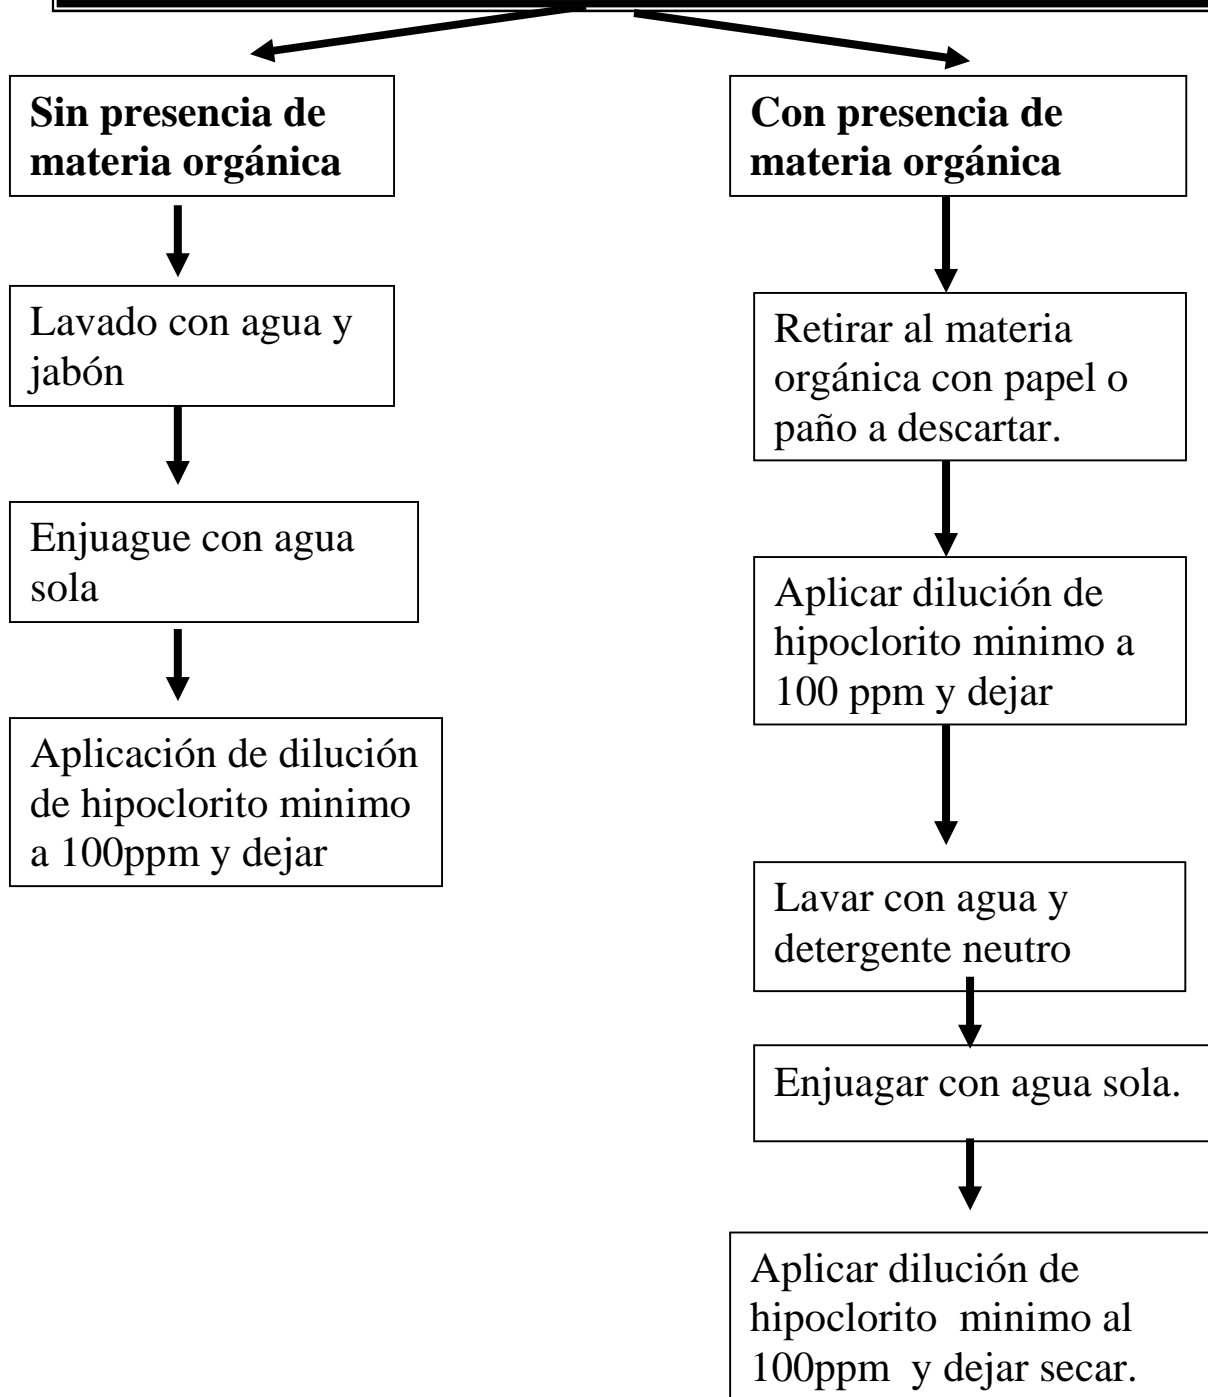 Sin presencia de
materia orgánica
Lavado con agua y
jabón
Enjuague con agua
sola
Aplicación de dilución
de hipoclorito minimo
a 100ppm y dejar
Con presencia de
materia orgánica
Retirar al materia
orgánica con papel o
paño a descartar.
Aplicar dilución de
hipoclorito minimo a
100 ppm y dejar
Lavar con agua y
detergente neutro
Enjuagar con agua sola.
Aplicar dilución de
hipoclorito minimo al
100ppm y dejar secar.